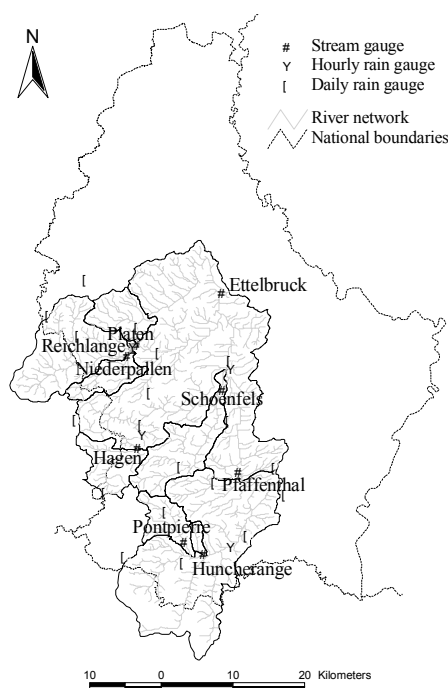 N
# Stream gauge
Y Hourly rain gauge
[ Daily rain gauge
River network
National boundaries
Ettelbruck
Platen
Reichlange
Niederpallen
Schoenfels
Hagen
Pfaffenthal
Pontpierre
Huncherange
10 0 10 20 Kilometers